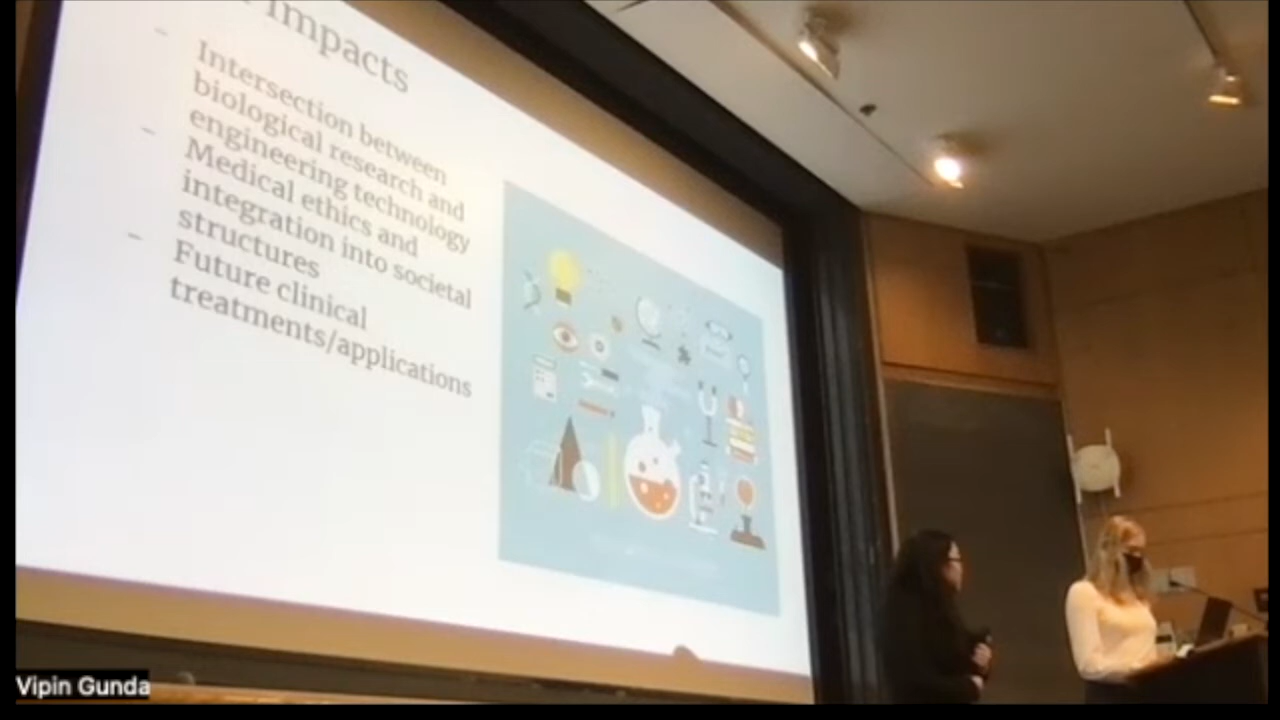 Impacts
- Intersection between
biological research and
engineering technology
- Medical ethics and
integration into societal
structures
- Future clinical
treatments/applications
Vipin Gunda